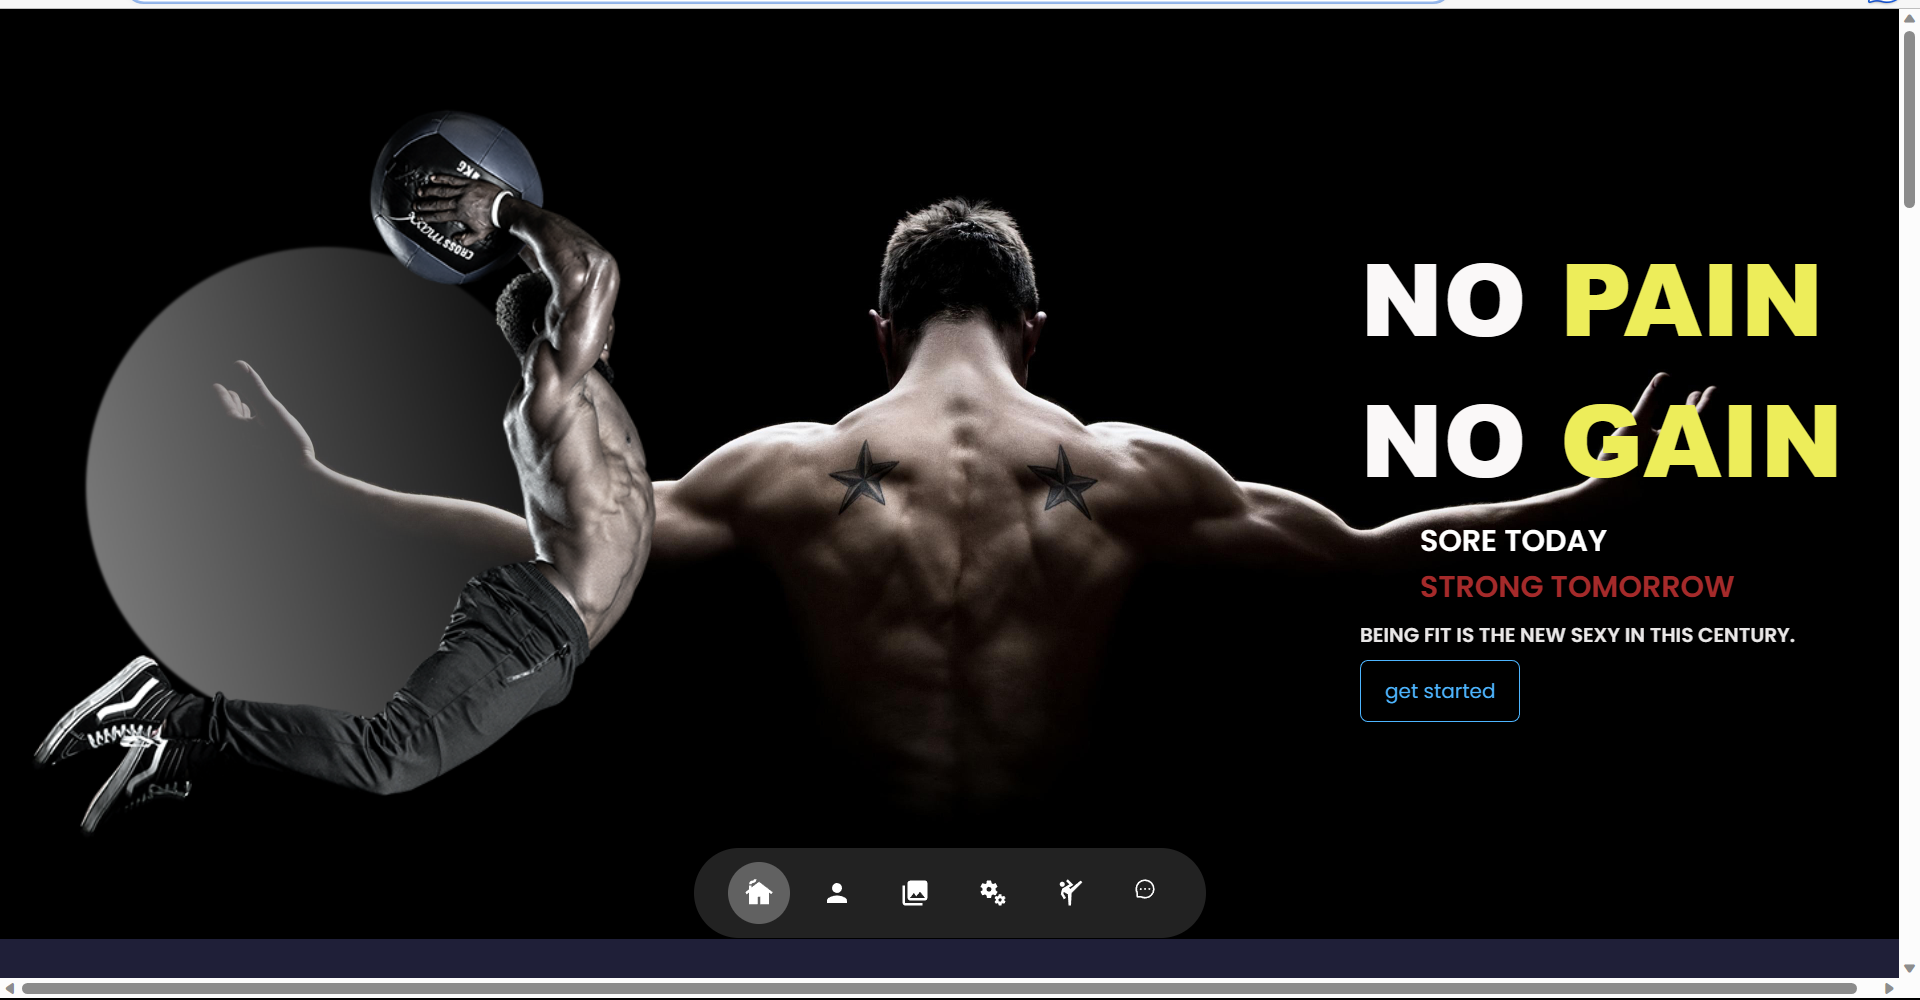 4KG
CROSSmaxx
NO PAIN
NO GAIN
SORE TODAY
STRONG TOMORROW
BEING FIT IS THE NEW SEXY IN THIS CENTURY.
get started